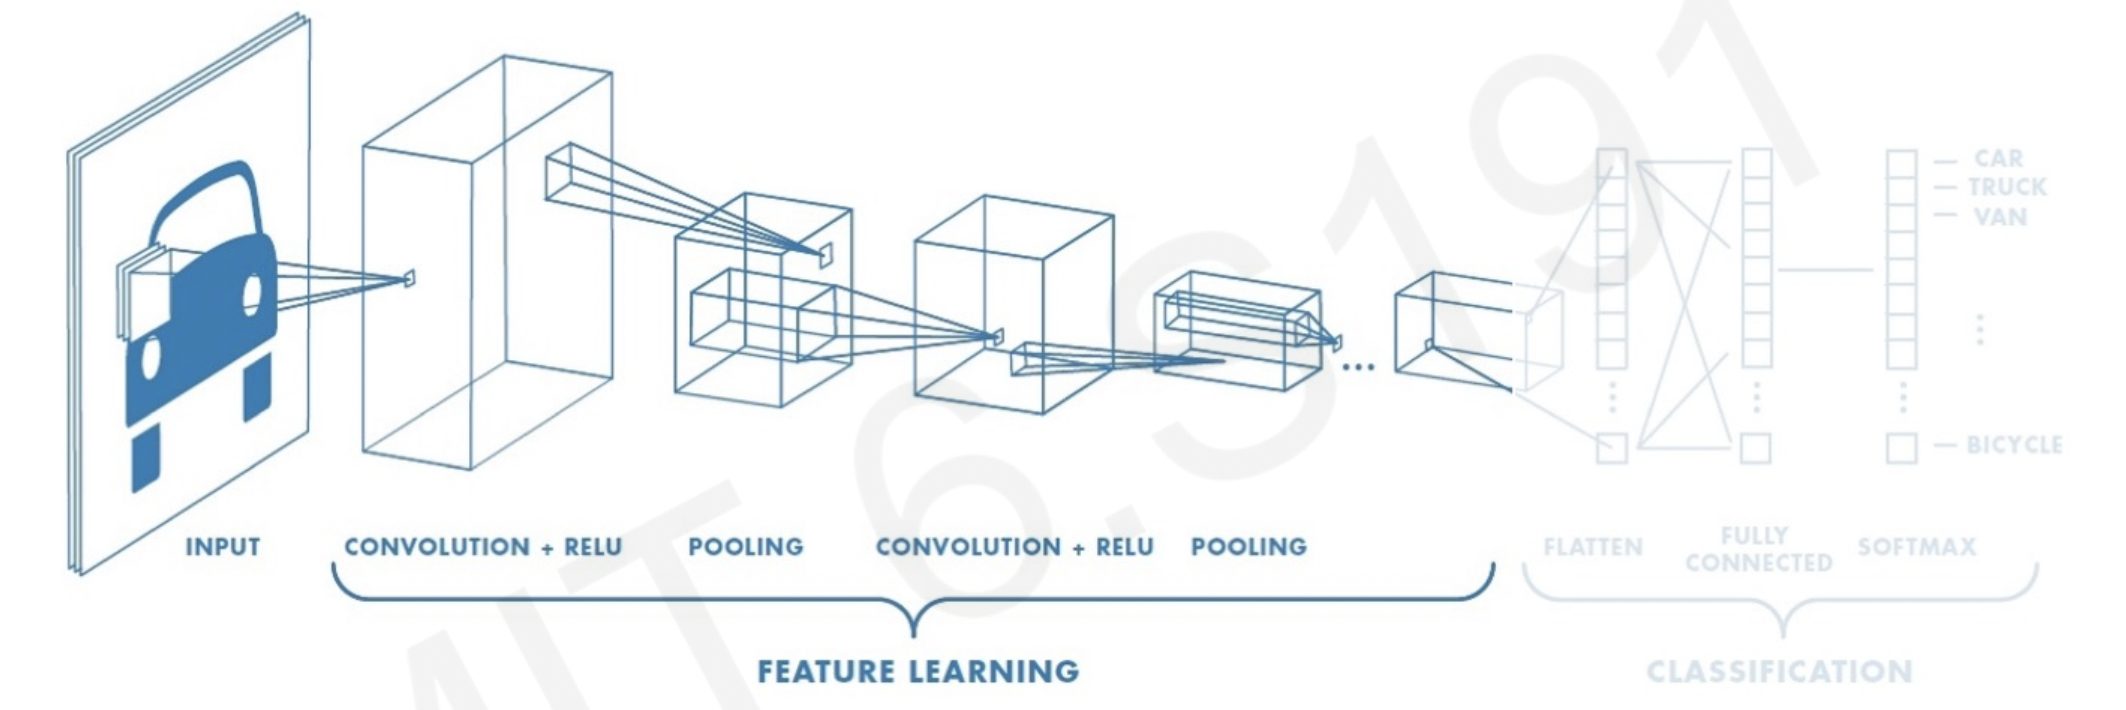 CAR
TRUCK
VAN
BICYCLE
INPUT
CONVOLUTION + RELU
POOLING
CONVOLUTION + RELU
POOLING
FLATTEN
FULLY
CONNECTED
SOFTMAX
FEATURE LEARNING
CLASSIFICATION
MIT 6.S191